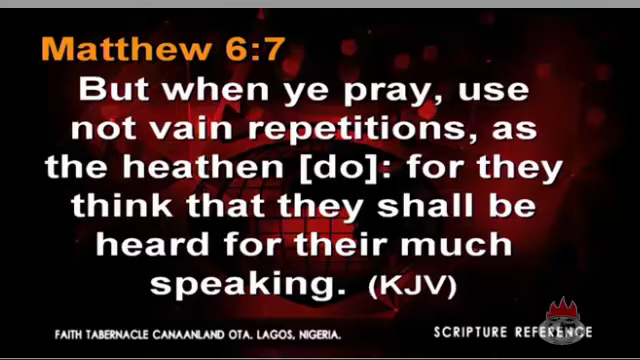 Matthew 6:7
But when ye pray, use
not vain repetitions, as
the heathen [do]: for they
think that they shall be
heard for their much
speaking. (KJV)
FAITH TABERNACLE CANAANLAND OTA. LAGOS, NIGERIA.
SCRIPTURE REFERENCE